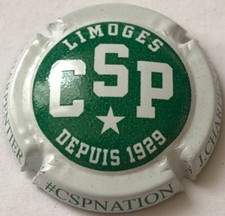 LIMOGES
CSP
DEPUIS 1929
#CSPNATION